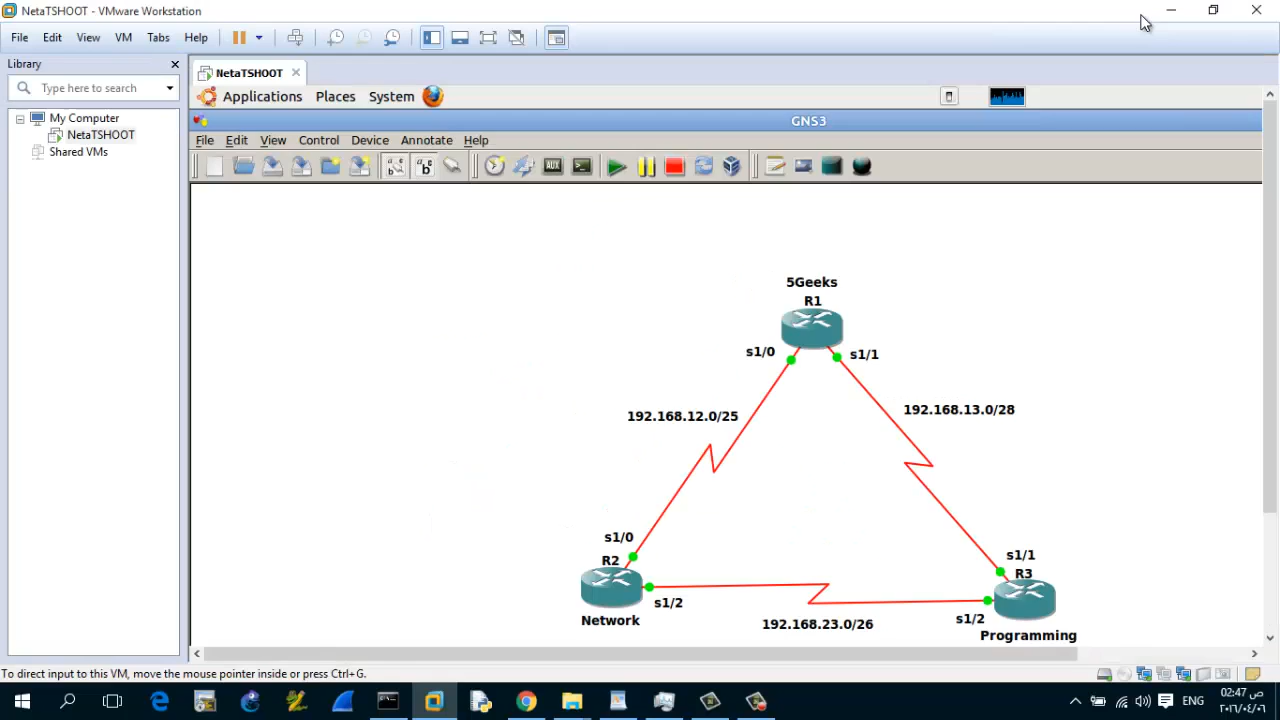 NetaTSHOOT - VMware Workstation
File Edit View VM Tabs Help
Library
NetaTSHOOT
Type here to search
Applications Places System
My Computer
NetaTSHOOT
Shared VMs
GNS3
File Edit View Control Device Annotate Help
AUX
5Geeks
R1
s1/0
s1/1
192.168.12.0/25
192.168.13.0/28
s1/0
R2
s1/1
R3
s1/2
s1/2
Network
192.168.23.0/26
Programming
To direct input to this VM, move the mouse pointer inside or press Ctrl+G.
ENG
02:47 ص
٢٠١٦/٠٤/٠٦